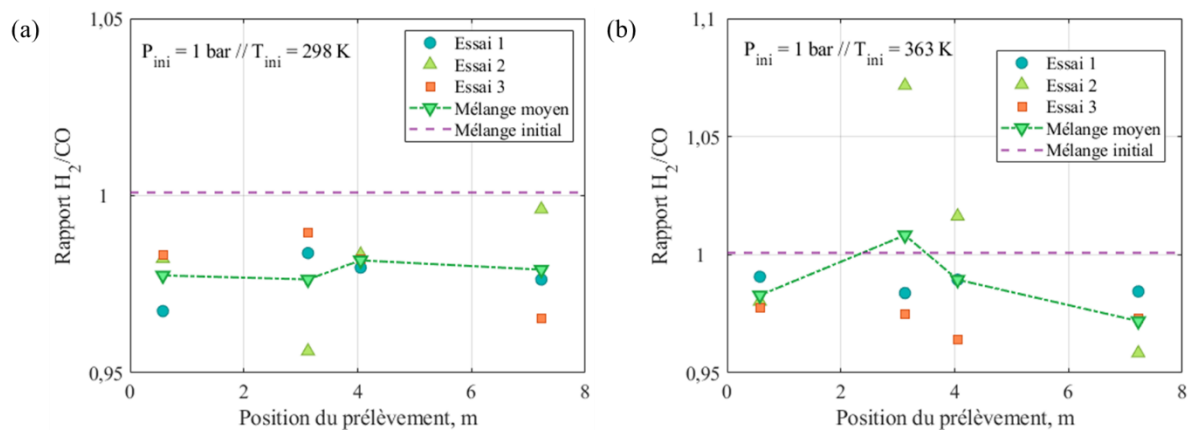 (a)
1,05
P_ini = 1 bar // T_ini = 298 K
Essai 1
Essai 2
Essai 3
Mélange moyen
Mélange initial
Rapport H_2/CO
1
0,95
0
2
4
6
8
Position du prélèvement, m
(b)
1,1
P_ini = 1 bar // T_ini = 363 K
Essai 1
Essai 2
Essai 3
Mélange moyen
Mélange initial
Rapport H_2/CO
1,05
1
0,95
0
2
4
6
8
Position du prélèvement, m